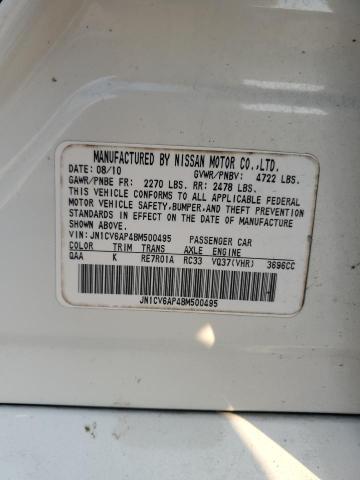 MANUFACTURED BY NISSAN MOTOR CO.,LTD.
DATE: 08/10 GVWR/PNBV: 4722 LBS.
GAWR/PNBE FR: 2270 LBS. RR: 2478 LBS.
THIS VEHICLE CONFORMS TO ALL APPLICABLE FEDERAL
MOTOR VEHICLE SAFETY,BUMPER,AND THEFT PREVENTION
STANDARDS IN EFFECT ON THE DATE OF MANUFACTURE
SHOWN ABOVE.
VIN: JN1CV6AP4BM500495 PASSENGER CAR
COLOR TRIM TRANS AXLE ENGINE
QAA K RE7R01A RC33 VQ37(VHR) 3696CC
JN1CV6AP4BM500495